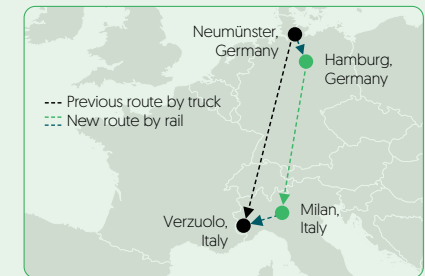 Neumünster,
Germany
Hamburg,
Germany
Previous route by truck
New route by rail
Verzuolo,
Italy
Milan,
Italy